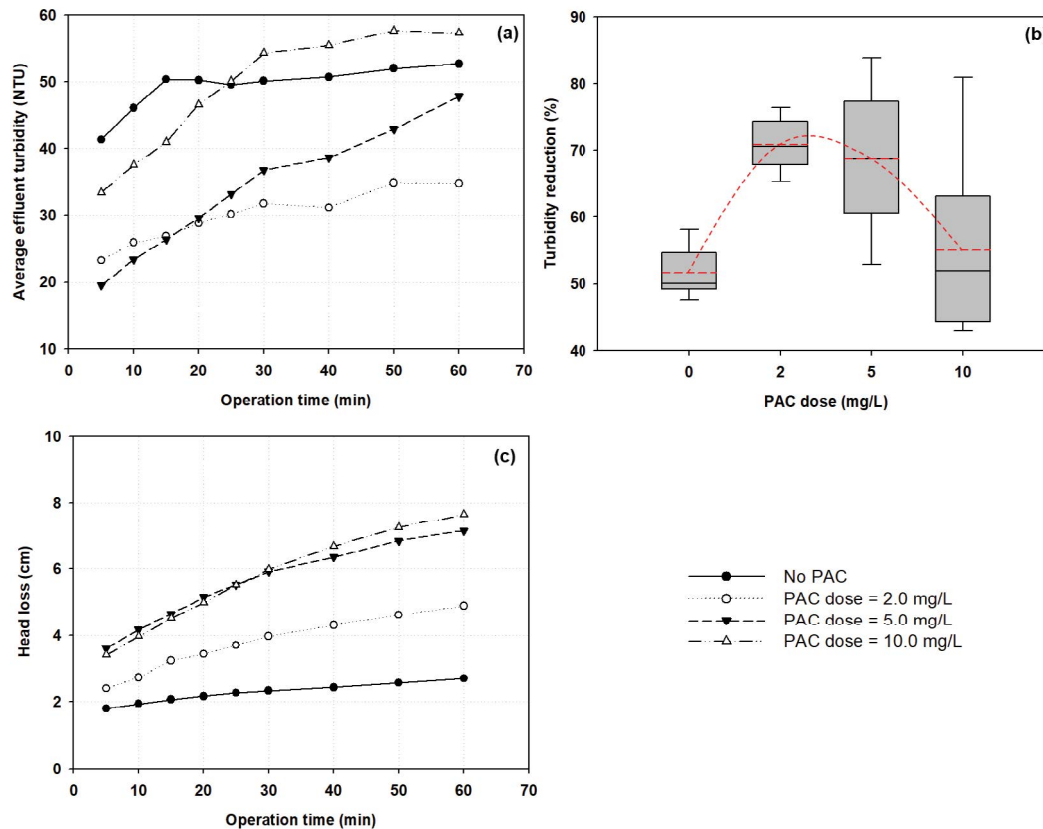 (a)
Average effluent turbidity (NTU)
60
50
40
30
20
10
0 10 20 30 40 50 60 70
Operation time (min)
(b)
Turbidity reduction (%)
90
80
70
60
50
40
0 2 5 10
PAC dose (mg/L)
(c)
Head loss (cm)
10
8
6
4
2
0
0 10 20 30 40 50 60 70
Operation time (min)
No PAC
PAC dose = 2.0 mg/L
PAC dose = 5.0 mg/L
PAC dose = 10.0 mg/L